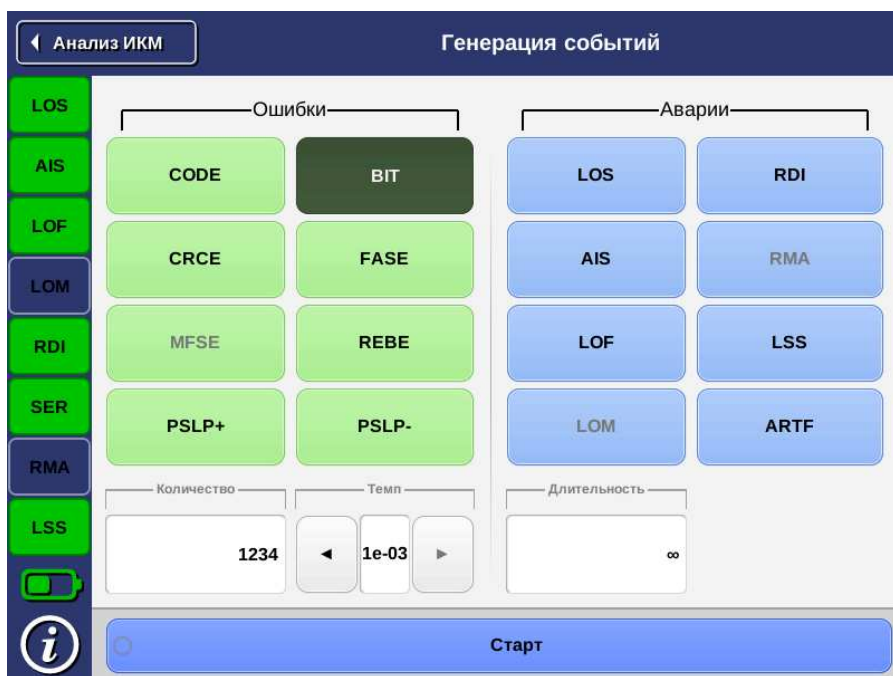 Анализ ИКМ
Генерация событий
LOS
AIS
LOF
LOM
RDI
SER
RMA
LSS
Ошибки
CODE
BIT
CRCE
FASE
MFSE
REBE
PSLP+
PSLP-
Количество
1234
Темп
◄ 1e-03 ►
Аварии
LOS
RDI
AIS
RMA
LOF
LSS
LOM
ARTF
Длительность
∞
i
Старт